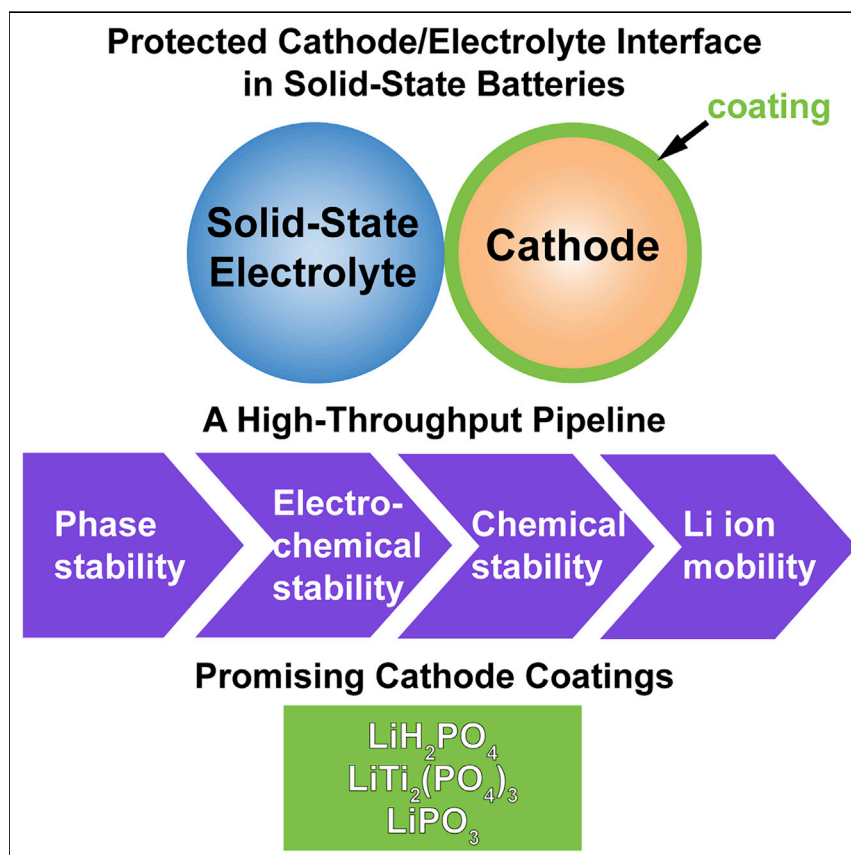 Protected Cathode/Electrolyte Interface
in Solid-State Batteries
coating
Solid-State
Electrolyte
Cathode
A High-Throughput Pipeline
Phase
stability
Electro-
chemical
stability
Chemical
stability
Li ion
mobility
Promising Cathode Coatings
LiH₂PO₄
LiTi₂(PO₄)₃
LiPO₃